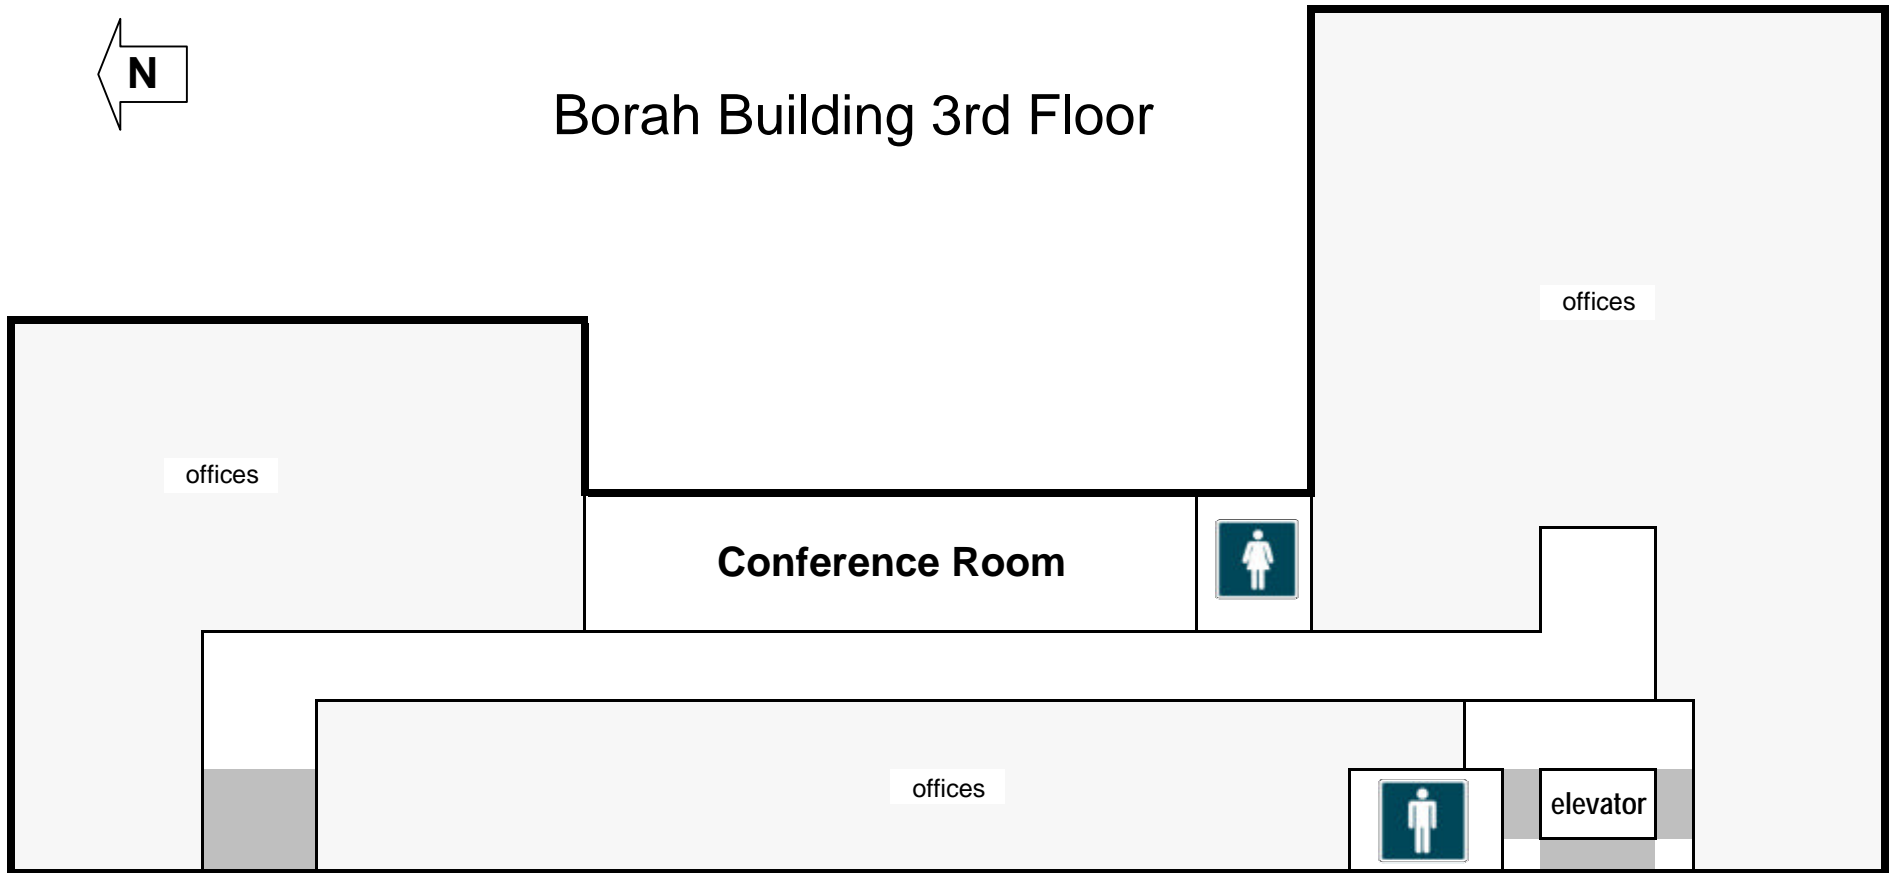 N
Borah Building 3rd Floor
offices
offices
Conference Room
offices
elevator